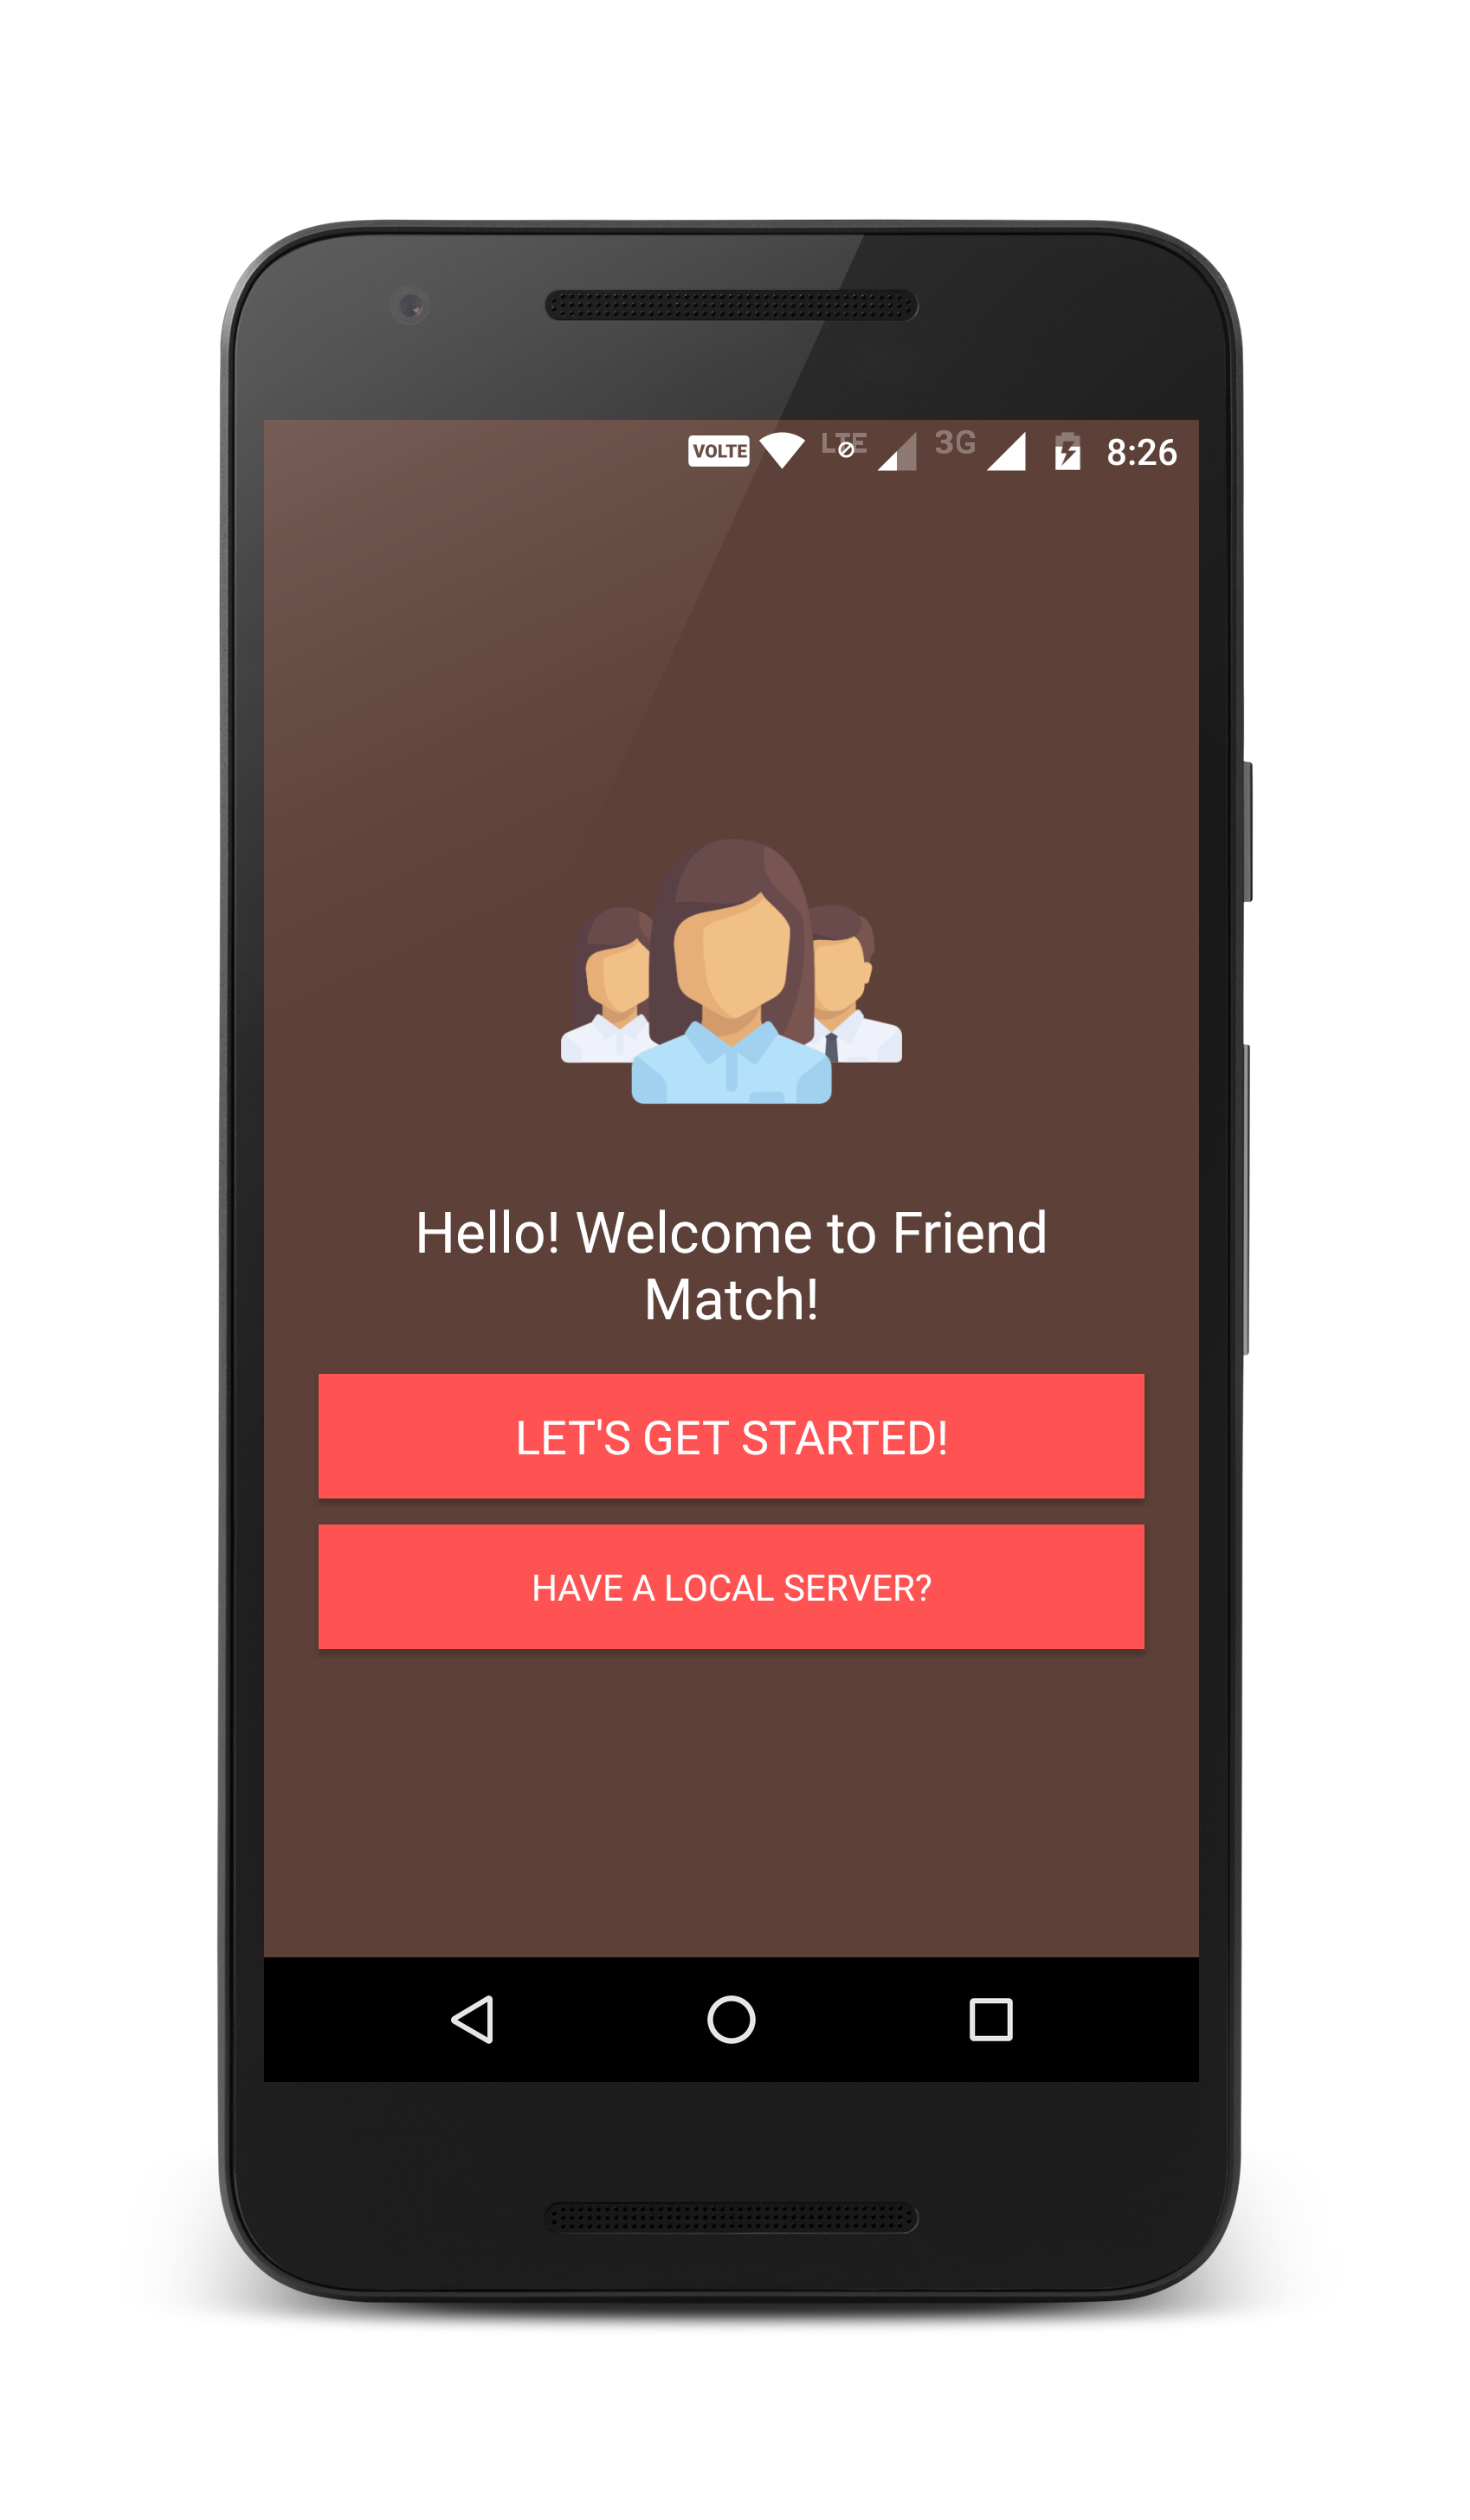 VOLTE LTE 3G 8:26
Hello! Welcome to Friend
Match!
LET'S GET STARTED!
HAVE A LOCAL SERVER?